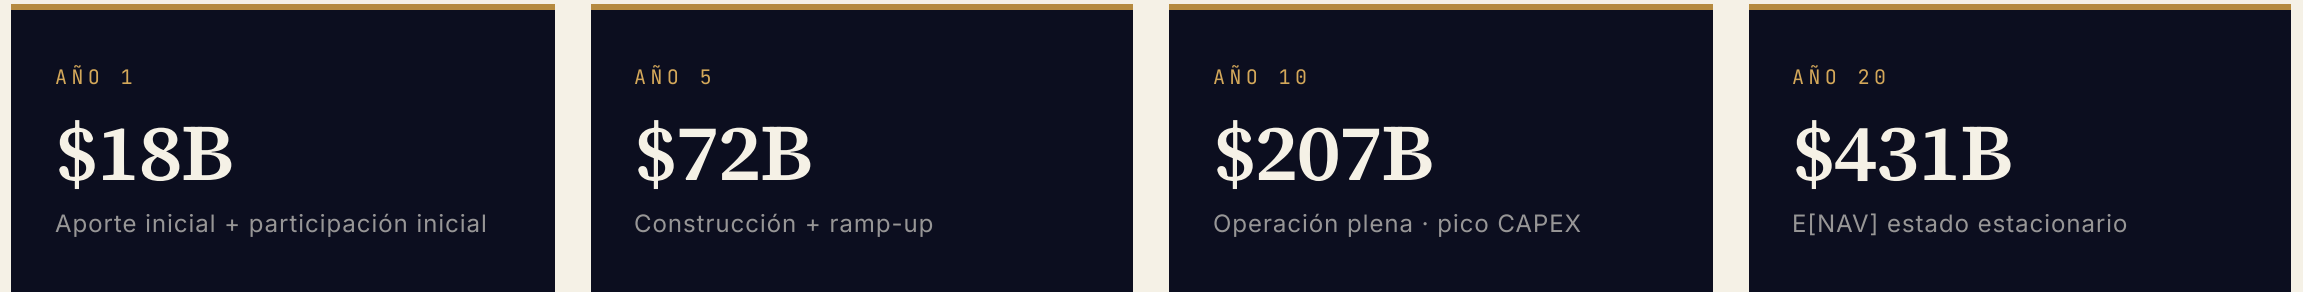 AÑO 1
$18B
Aporte inicial + participación inicial
AÑO 5
$72B
Construcción + ramp-up
AÑO 10
$207B
Operación plena · pico CAPEX
AÑO 20
$431B
E[NAV] estado estacionario